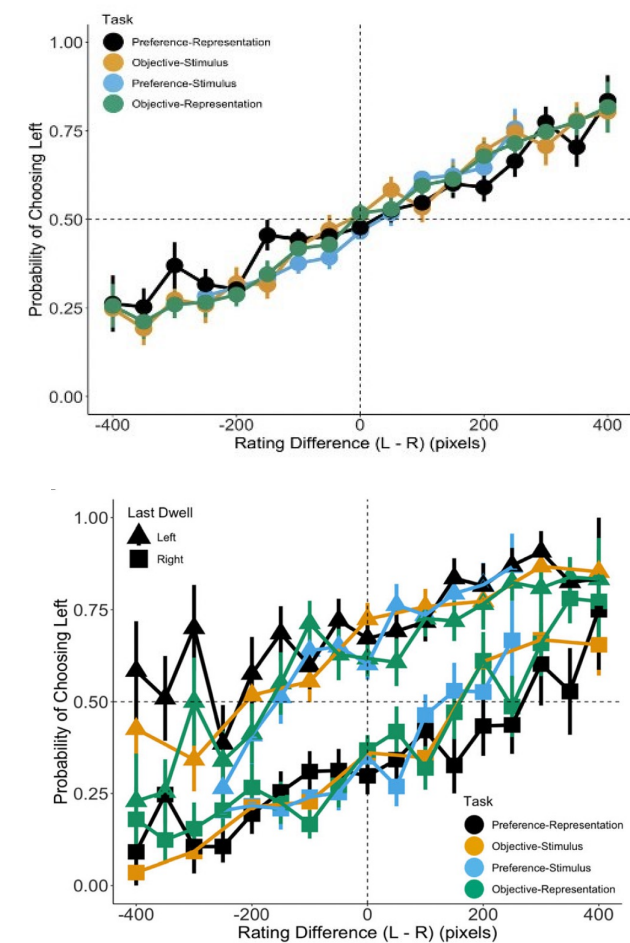 Task
Preference-Representation
Objective-Stimulus
Preference-Stimulus
Objective-Representation
1.00
0.75
0.50
0.25
0.00
Probability of Choosing Left
-400
-200
0
200
400
Rating Difference (L - R) (pixels)
Last Dwell
Left
Right
1.00
0.75
0.50
0.25
0.00
Probability of Choosing Left
Task
Preference-Representation
Objective-Stimulus
Preference-Stimulus
Objective-Representation
-400
-200
0
200
400
Rating Difference (L - R) (pixels)